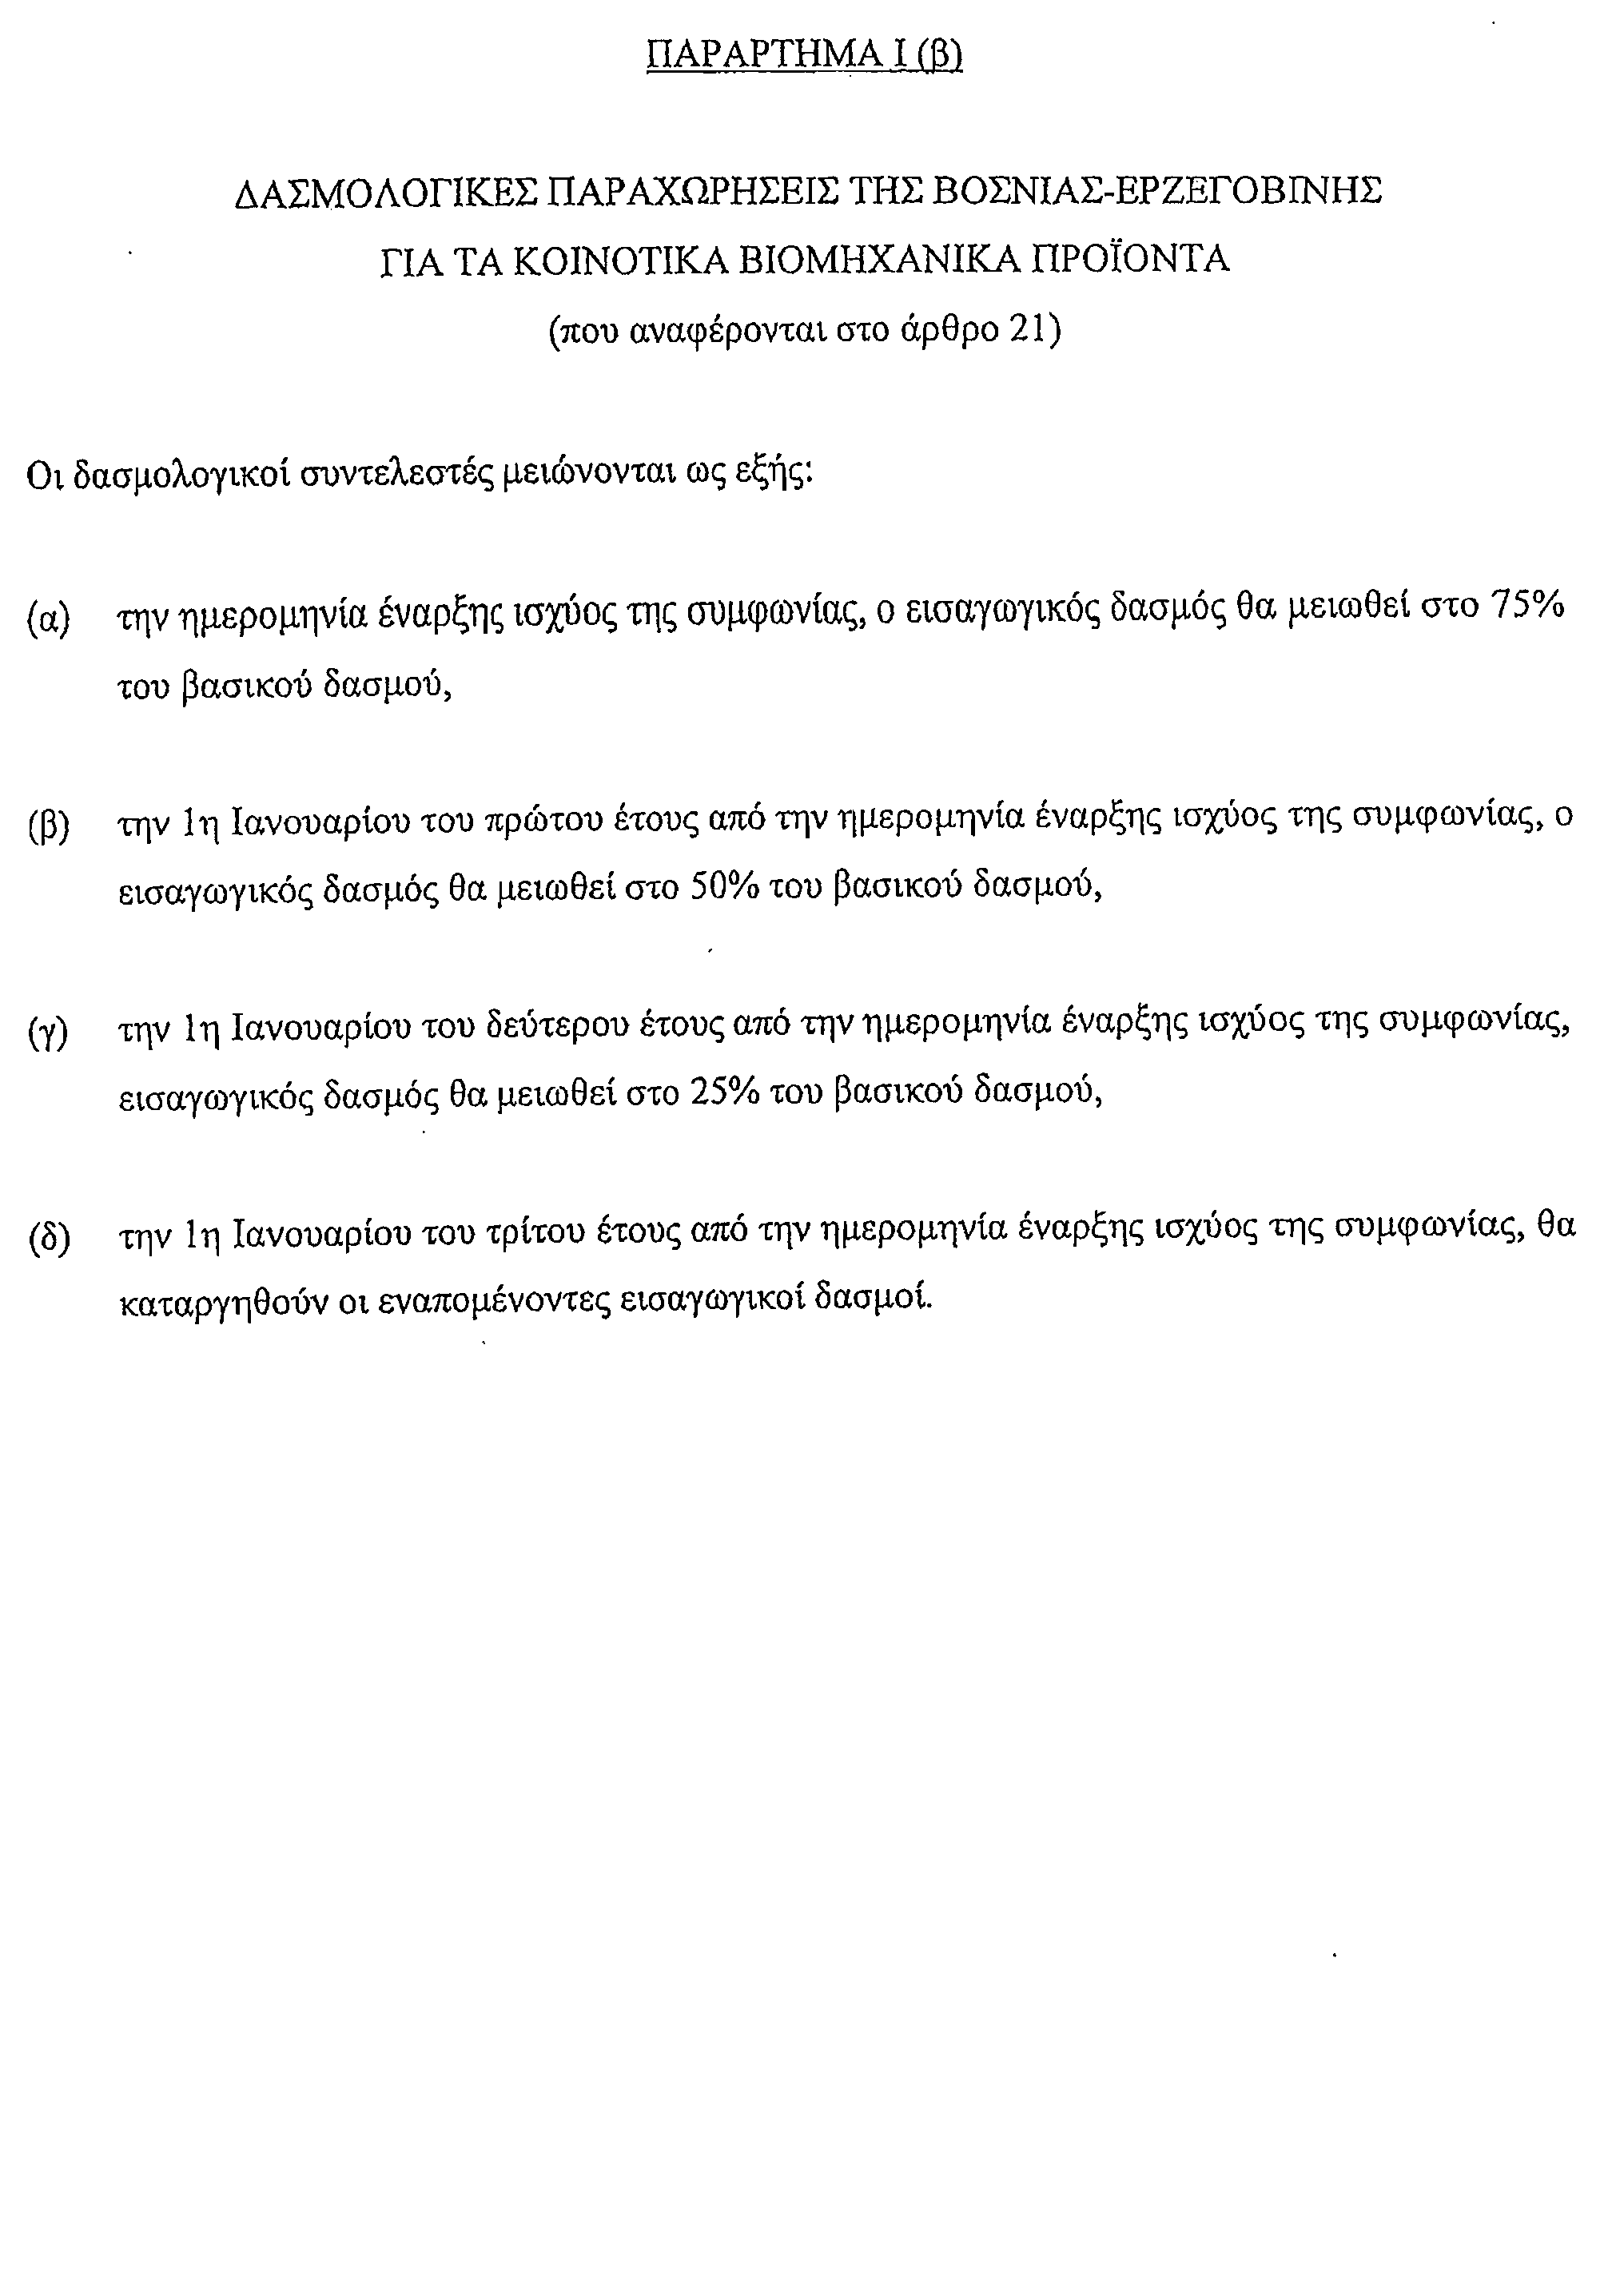 ΠΑΡΑΡΤΗΜΑ Ι (β)
ΔΑΣΜΟΛΟΓΙΚΕΣ ΠΑΡΑΧΩΡΗΣΕΙΣ ΤΗΣ ΒΟΣΝΙΑΣ-ΕΡΖΕΓΟΒΙΝΗΣ
ΓΙΑ ΤΑ ΚΟΙΝΟΤΙΚΑ ΒΙΟΜΗΧΑΝΙΚΑ ΠΡΟΪΟΝΤΑ
(που αναφέρονται στο άρθρο 21)
Οι δασμολογικοί συντελεστές μειώνονται ως εξής:
(α) την ημερομηνία έναρξης ισχύος της συμφωνίας, ο εισαγωγικός δασμός θα μειωθεί στο 75%
του βασικού δασμού,
(β) την 1η Ιανουαρίου του πρώτου έτους από την ημερομηνία έναρξης ισχύος της συμφωνίας, ο
εισαγωγικός δασμός θα μειωθεί στο 50% του βασικού δασμού,
(γ) την 1η Ιανουαρίου του δεύτερου έτους από την ημερομηνία έναρξης ισχύος της συμφωνίας,
εισαγωγικός δασμός θα μειωθεί στο 25% του βασικού δασμού,
(δ) την 1η Ιανουαρίου του τρίτου έτους από την ημερομηνία έναρξης ισχύος της συμφωνίας, θα
καταργηθούν οι εναπομένοντες εισαγωγικοί δασμοί.